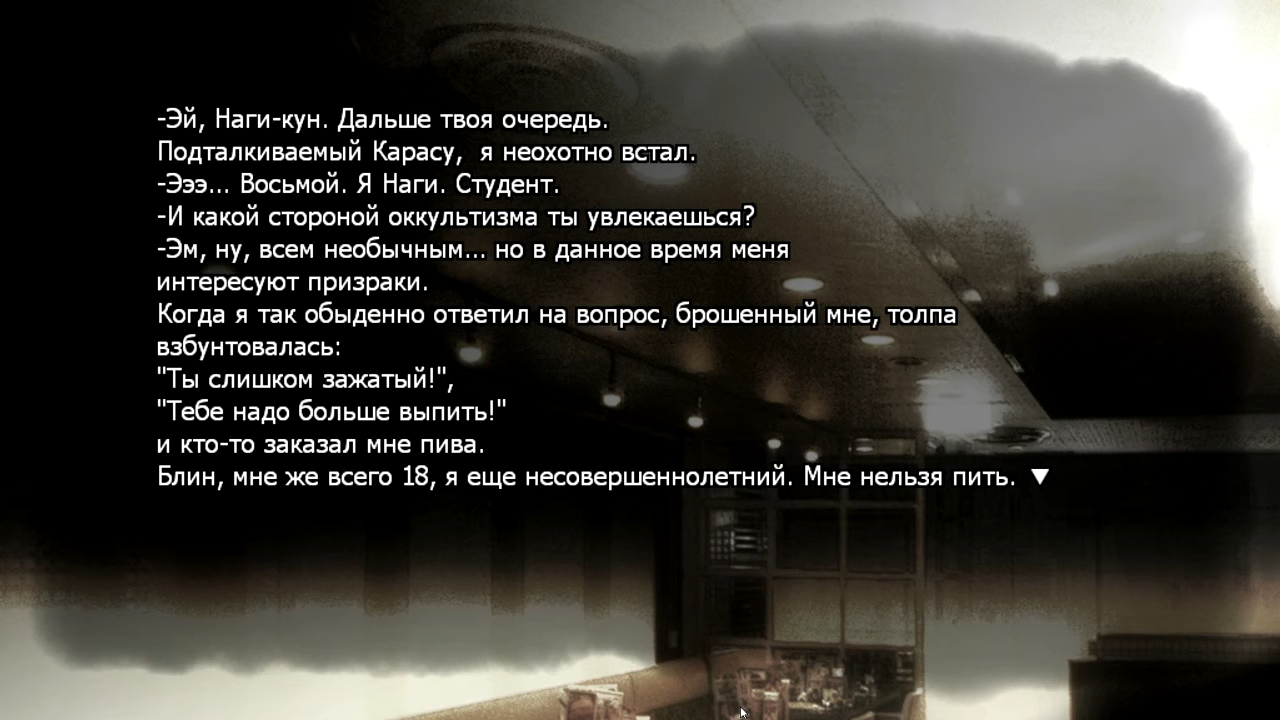 -Эй, Наги-кун. Дальше твоя очередь.
Подталкиваемый Карасу,  я неохотно встал.
-Эээ... Восьмой. Я Наги. Студент.
-И какой стороной оккультизма ты увлекаешься?
-Эм, ну, всем необычным... но в данное время меня
интересуют призраки.
Когда я так обыденно ответил на вопрос, брошенный мне, толпа
взбунтовалась:
"Ты слишком зажатый!",
"Тебе надо больше выпить!"
и кто-то заказал мне пива.
Блин, мне же всего 18, я еще несовершеннолетний. Мне нельзя пить. ▼